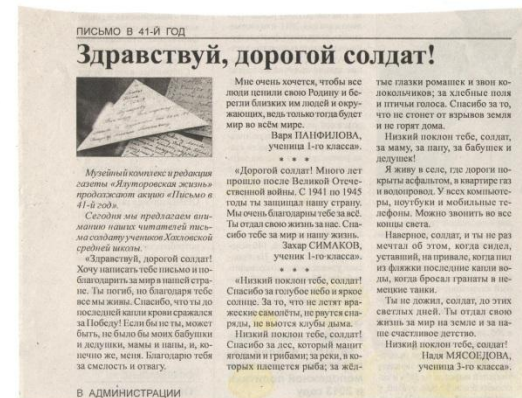 ПИСЬМО В 41-Й ГОД
Здравствуй, дорогой солдат!
Музейный комплекс и редакция
газеты «Ялуторовская жизнь»
продолжают акцию «Письмо в
41-й год».
Сегодня мы предлагаем вни-
манию наших читателей пись-
ма солдату учеников Хохловской
средней школы.
«Здравствуй, дорогой солдат!
Хочу написать тебе письмо и по-
благодарить за мир в нашей стра-
не. Ты погиб, но благодаря тебе
все мы живы. Спасибо, что ты до
последней капли крови сражался
за Победу! Если бы не ты, может
быть, не было бы моих бабушки
и дедушки, мамы и папы, и, ко-
нечно же, меня. Благодарю тебя
за смелость и отвагу.
Мне очень хочется, чтобы все
люди ценили свою Родину и бе-
регли близких им людей и окру-
жающих, ведь только тогда будет
мир во всём мире.
Варя ПАНФИЛОВА,
ученица 1-го класса».
* * *
«Дорогой солдат! Много лет
прошло после Великой Отече-
ственной войны. С 1941 по 1945
годы ты защищал нашу страну.
Мы очень благодарны тебе за всё.
Ты отдал свою жизнь за нас. Спа-
сибо тебе за мир и нашу жизнь.
Захар СИМАКОВ,
ученик 1-го класса».
* * *
«Низкий поклон тебе, солдат!
Спасибо за голубое небо и яркое
солнце. За то, что не летят вра-
жеские самолёты, не рвутся сна-
ряды, не вьются клубы дыма.
Низкий поклон тебе, солдат!
Спасибо за лес, который манит
ягодами и грибами; за реки, в ко-
торых плещется рыба; за жёл-
тые глазки ромашек и звон ко-
локольчиков; за хлебные поля
и птичьи голоса. Спасибо за то,
что не стонет от взрывов земля
и не горят дома.
Низкий поклон тебе, солдат,
за маму, за папу, за бабушек и
дедушек!
Я живу в селе, где дороги по-
крыты асфальтом, в квартире газ
и водопровод. У всех компьюте-
ры, ноутбуки и мобильные те-
лефоны. Можно звонить во все
концы света.
Наверное, солдат, и ты не раз
мечтал об этом, когда сидел,
уставший, на привале, когда пил
из фляжки последние капли во-
ды, когда бросал гранаты в не-
мецкие танки.
Ты не дожил, солдат, до этих
светлых дней. Ты отдал свою
жизнь за мир на земле и за на-
ше счастливое детство.
Низкий поклон тебе, солдат!
Надя МЯСОЕДОВА,
ученица 3-го класса».
В АДМИНИСТРАЦИИ